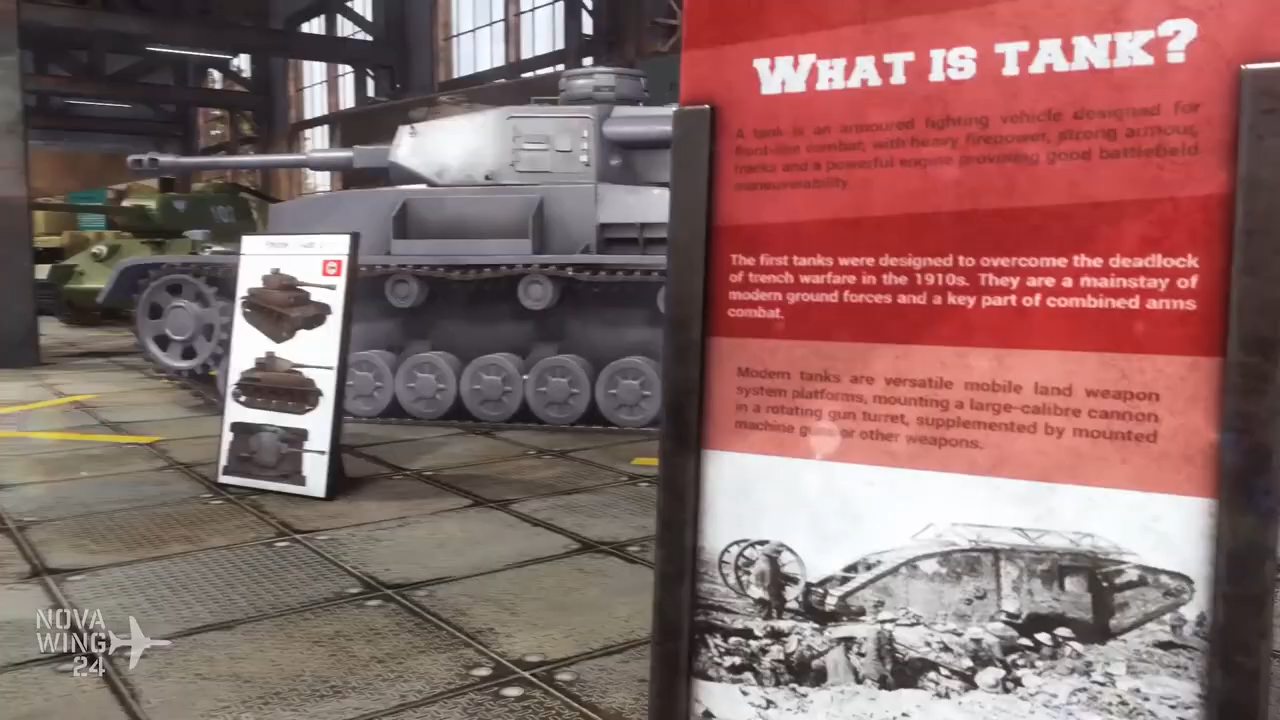 WHAT IS TANK?
A tank is an armoured fighting vehicle designed for
front-line combat, with heavy firepower, strong armour,
tracks and a powerful engine providing good battlefield
maneuverability.
The first tanks were designed to overcome the deadlock
of trench warfare in the 1910s. They are a mainstay of
modern ground forces and a key part of combined arms
combat.
Modern tanks are versatile mobile land weapon
system platforms, mounting a large-calibre cannon
in a rotating gun turret, supplemented by mounted
machine guns or other weapons.
102
NOVA
WING
24